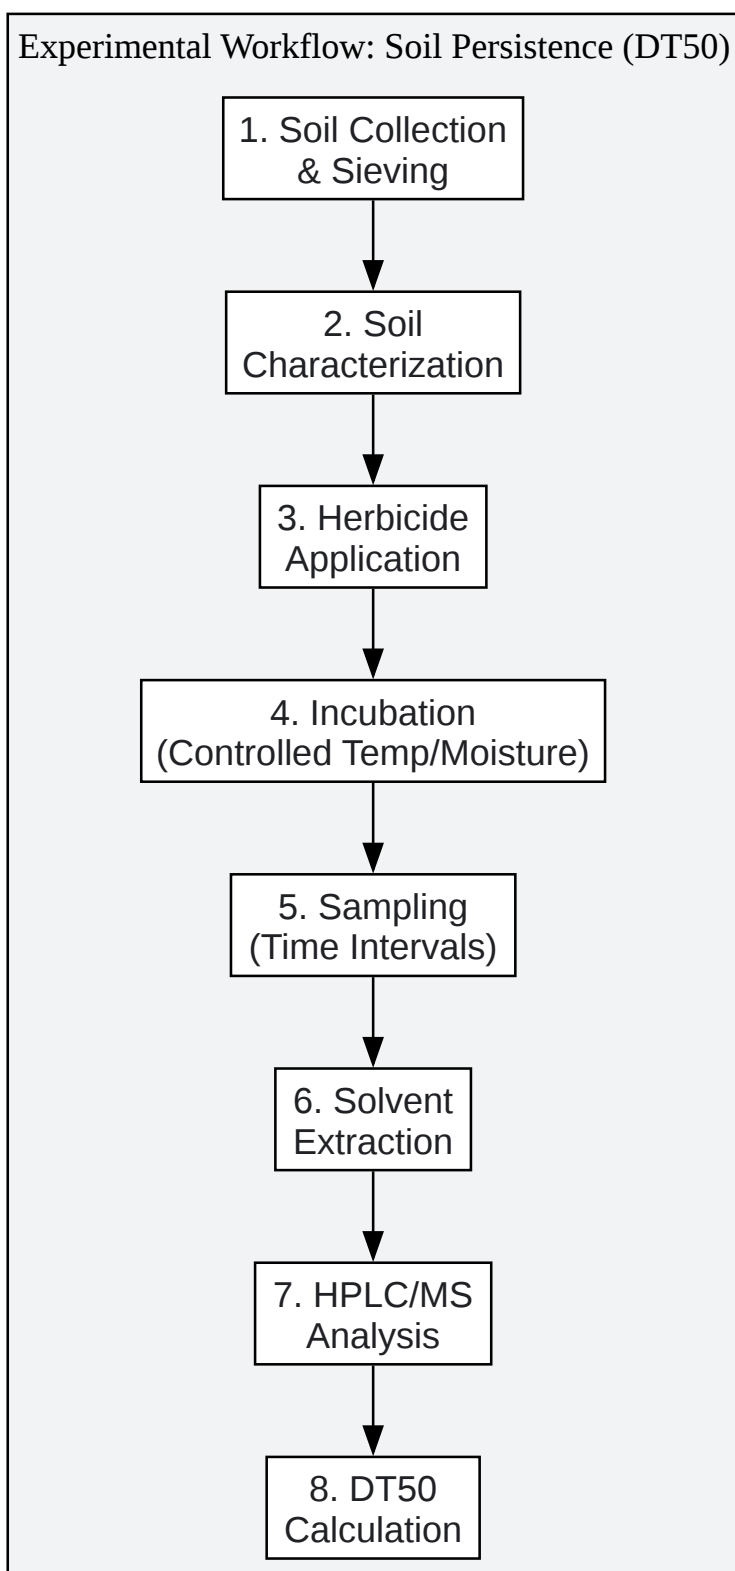 Experimental Workflow: Soil Persistence (DT50)
1. Soil Collection
& Sieving
2. Soil
Characterization
3. Herbicide
Application
4. Incubation
(Controlled Temp/Moisture)
5. Sampling
(Time Intervals)
6. Solvent
Extraction
7. HPLC/MS
Analysis
8. DT50
Calculation